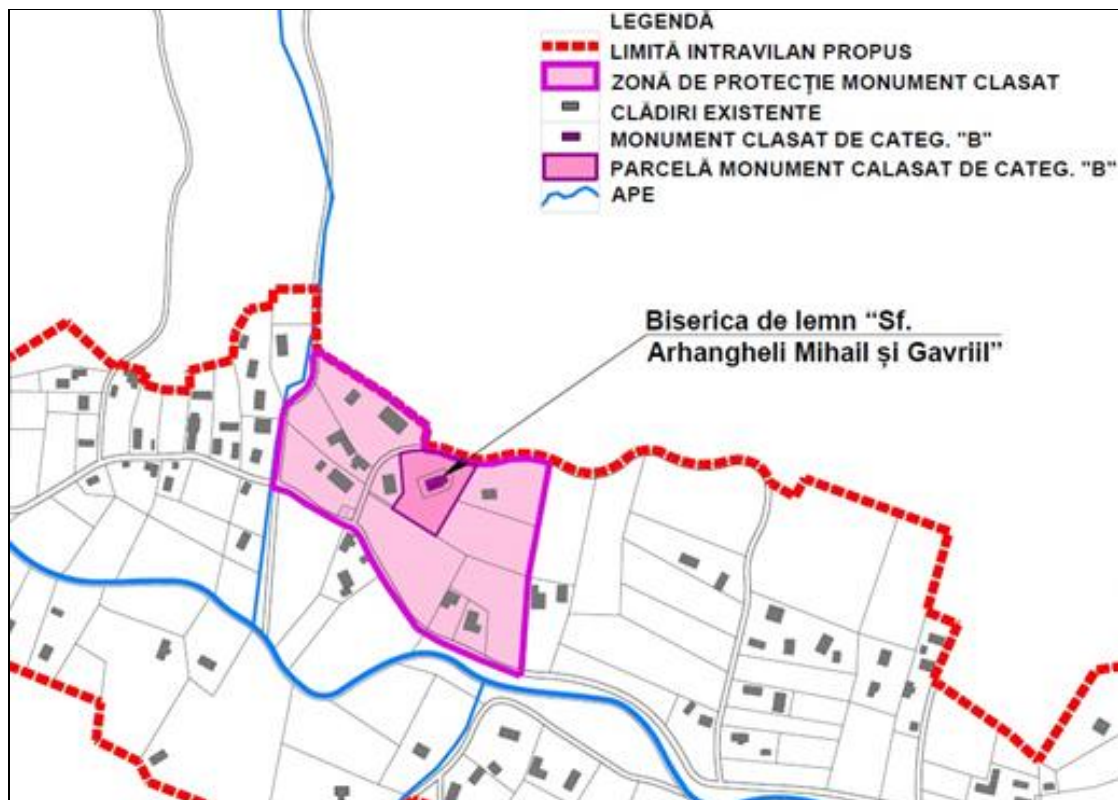 LEGENDĂ
LIMITĂ INTRAVILAN PROPUS
ZONĂ DE PROTECȚIE MONUMENT CLASAT
CLĂDIRI EXISTENTE
MONUMENT CLASAT DE CATEG. "B"
PARCELĂ MONUMENT CALASAT DE CATEG. "B"
APE
Biserica de lemn “Sf.
Arhangheli Mihail și Gavriil”